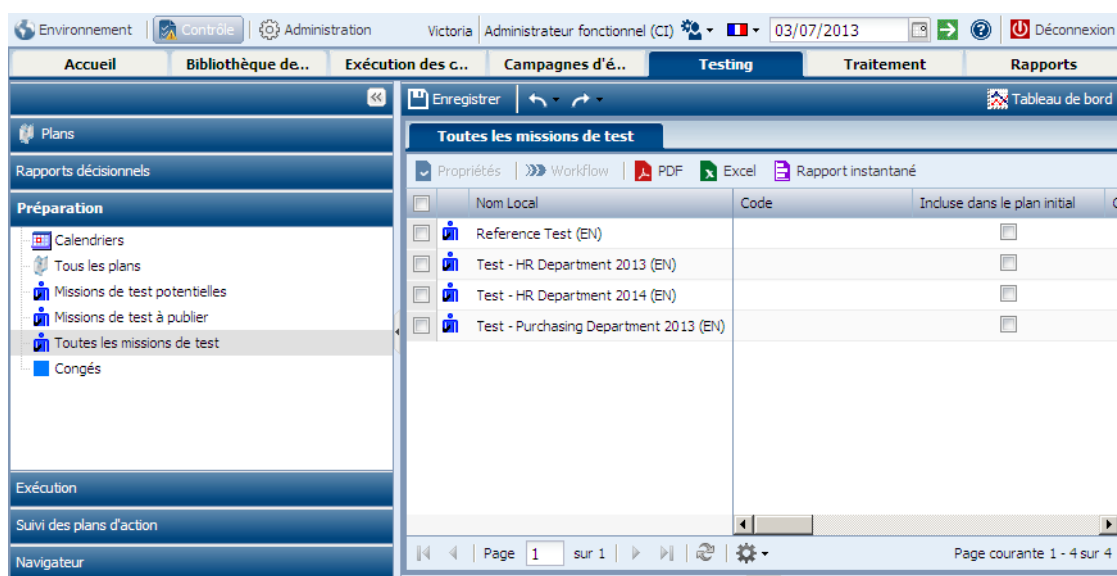 Environnement Contrôle Administration Victoria Administrateur fonctionnel (CI) 03/07/2013 Déconnexion
Accueil Bibliothèque de... Exécution des c... Campagnes d'é... Testing Traitement Rapports
Enregistrer Tableau de bord
Plans
Toutes les missions de test
Rapports décisionnels
Propriétés Workflow PDF Excel Rapport instantané
Préparation
Nom Local Code Incluse dans le plan initial
Calendriers
Reference Test (EN)
Tous les plans
Test - HR Department 2013 (EN)
Missions de test potentielles
Test - HR Department 2014 (EN)
Missions de test à publier
Test - Purchasing Department 2013 (EN)
Toutes les missions de test
Congés
Exécution
Suivi des plans d'action
Page 1 sur 1 Page courante 1 - 4 sur 4
Navigateur